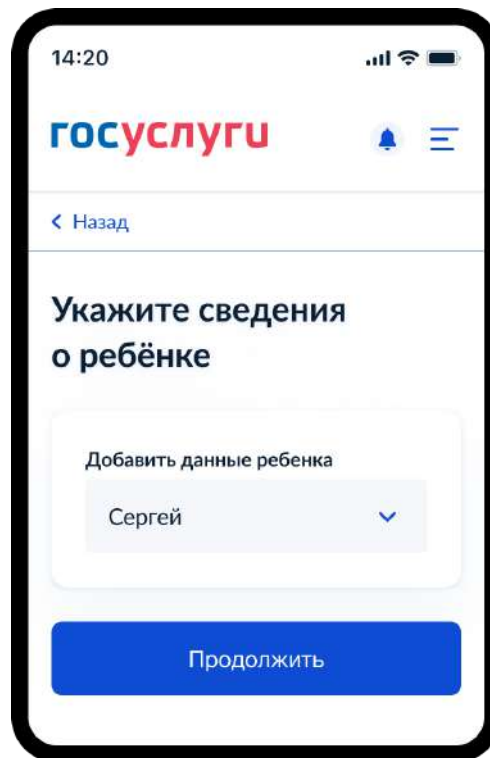 14:20
госуслуги
Назад
Укажите сведения
о ребёнке
Добавить данные ребенка
Сергей
Продолжить